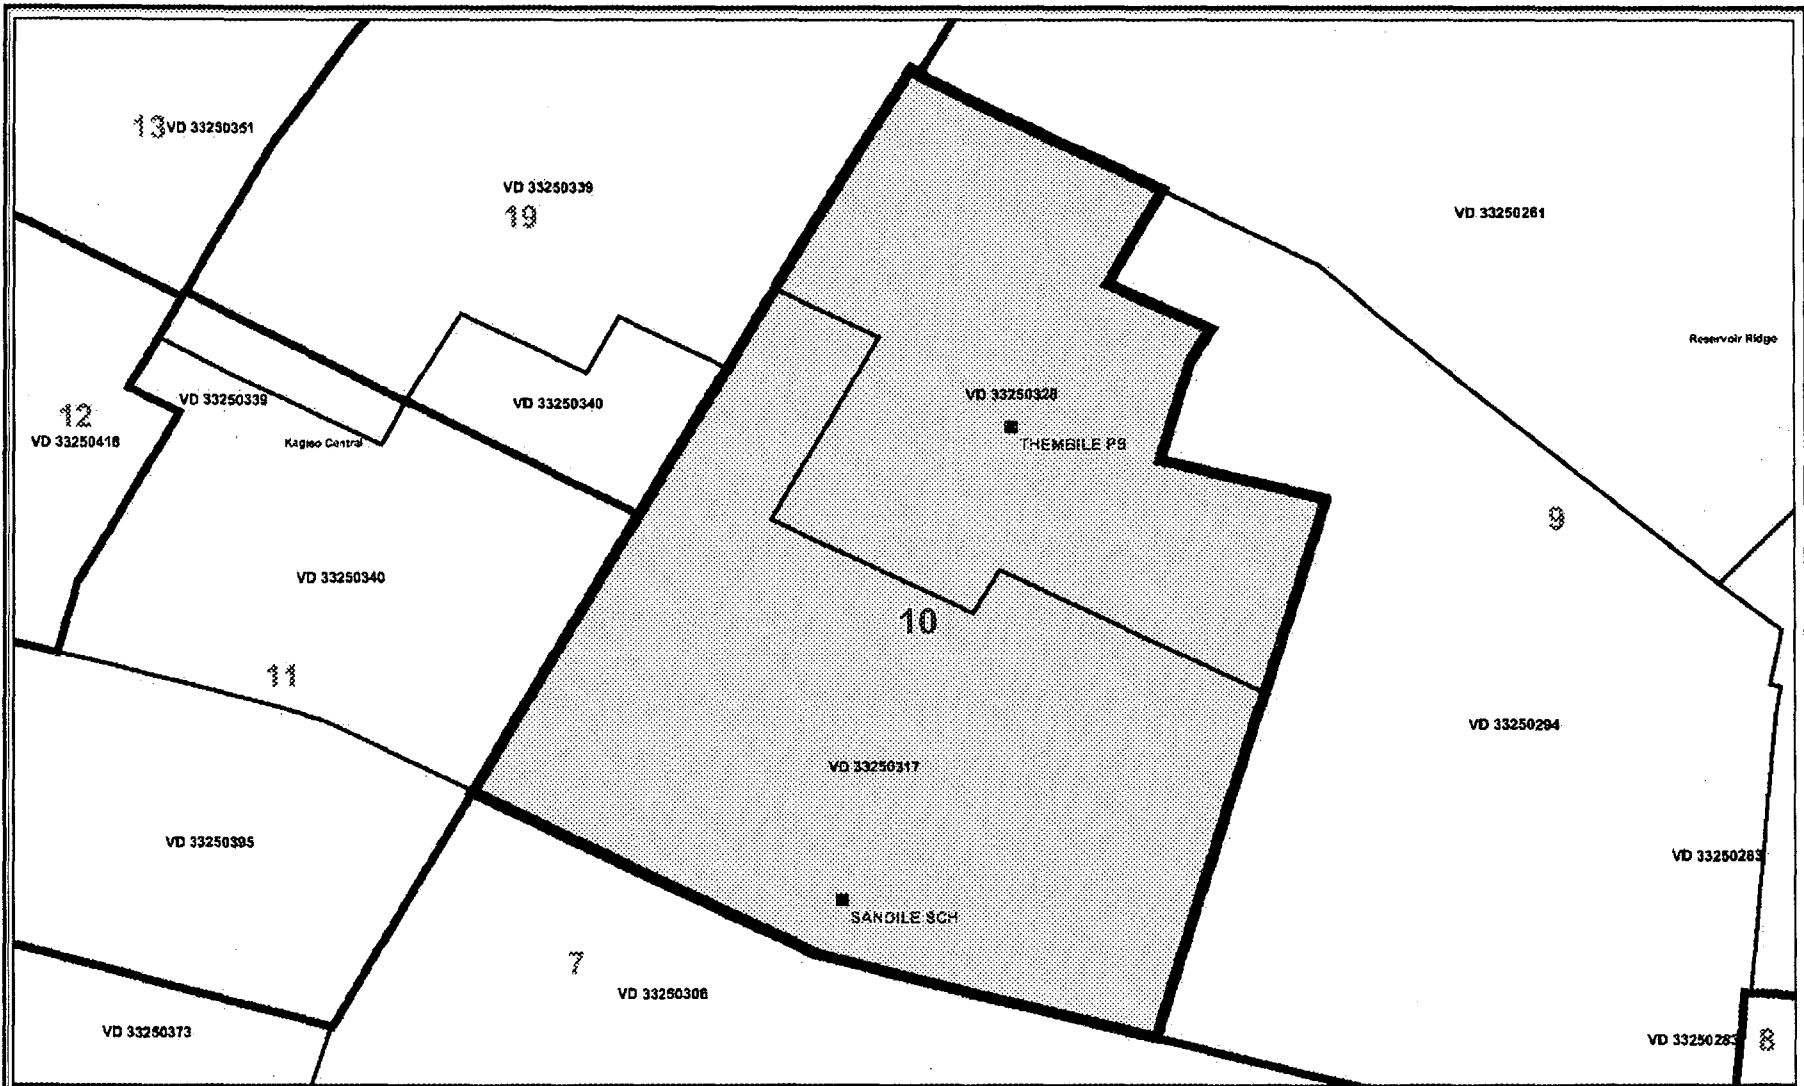 13
VD 33250351
VD 33250339
19
VD 33250261
Reservoir Ridge
VD 33250328
THEMBILE PS
VD 33250339
VD 33250340
12
VD 33250416
Kagiso Central
9
VD 33250340
10
11
VD 33250294
VD 33250317
VD 33250395
VD 33250283
SANDILE SCH
7
VD 33250306
VD 33250373
VD 33250283
8